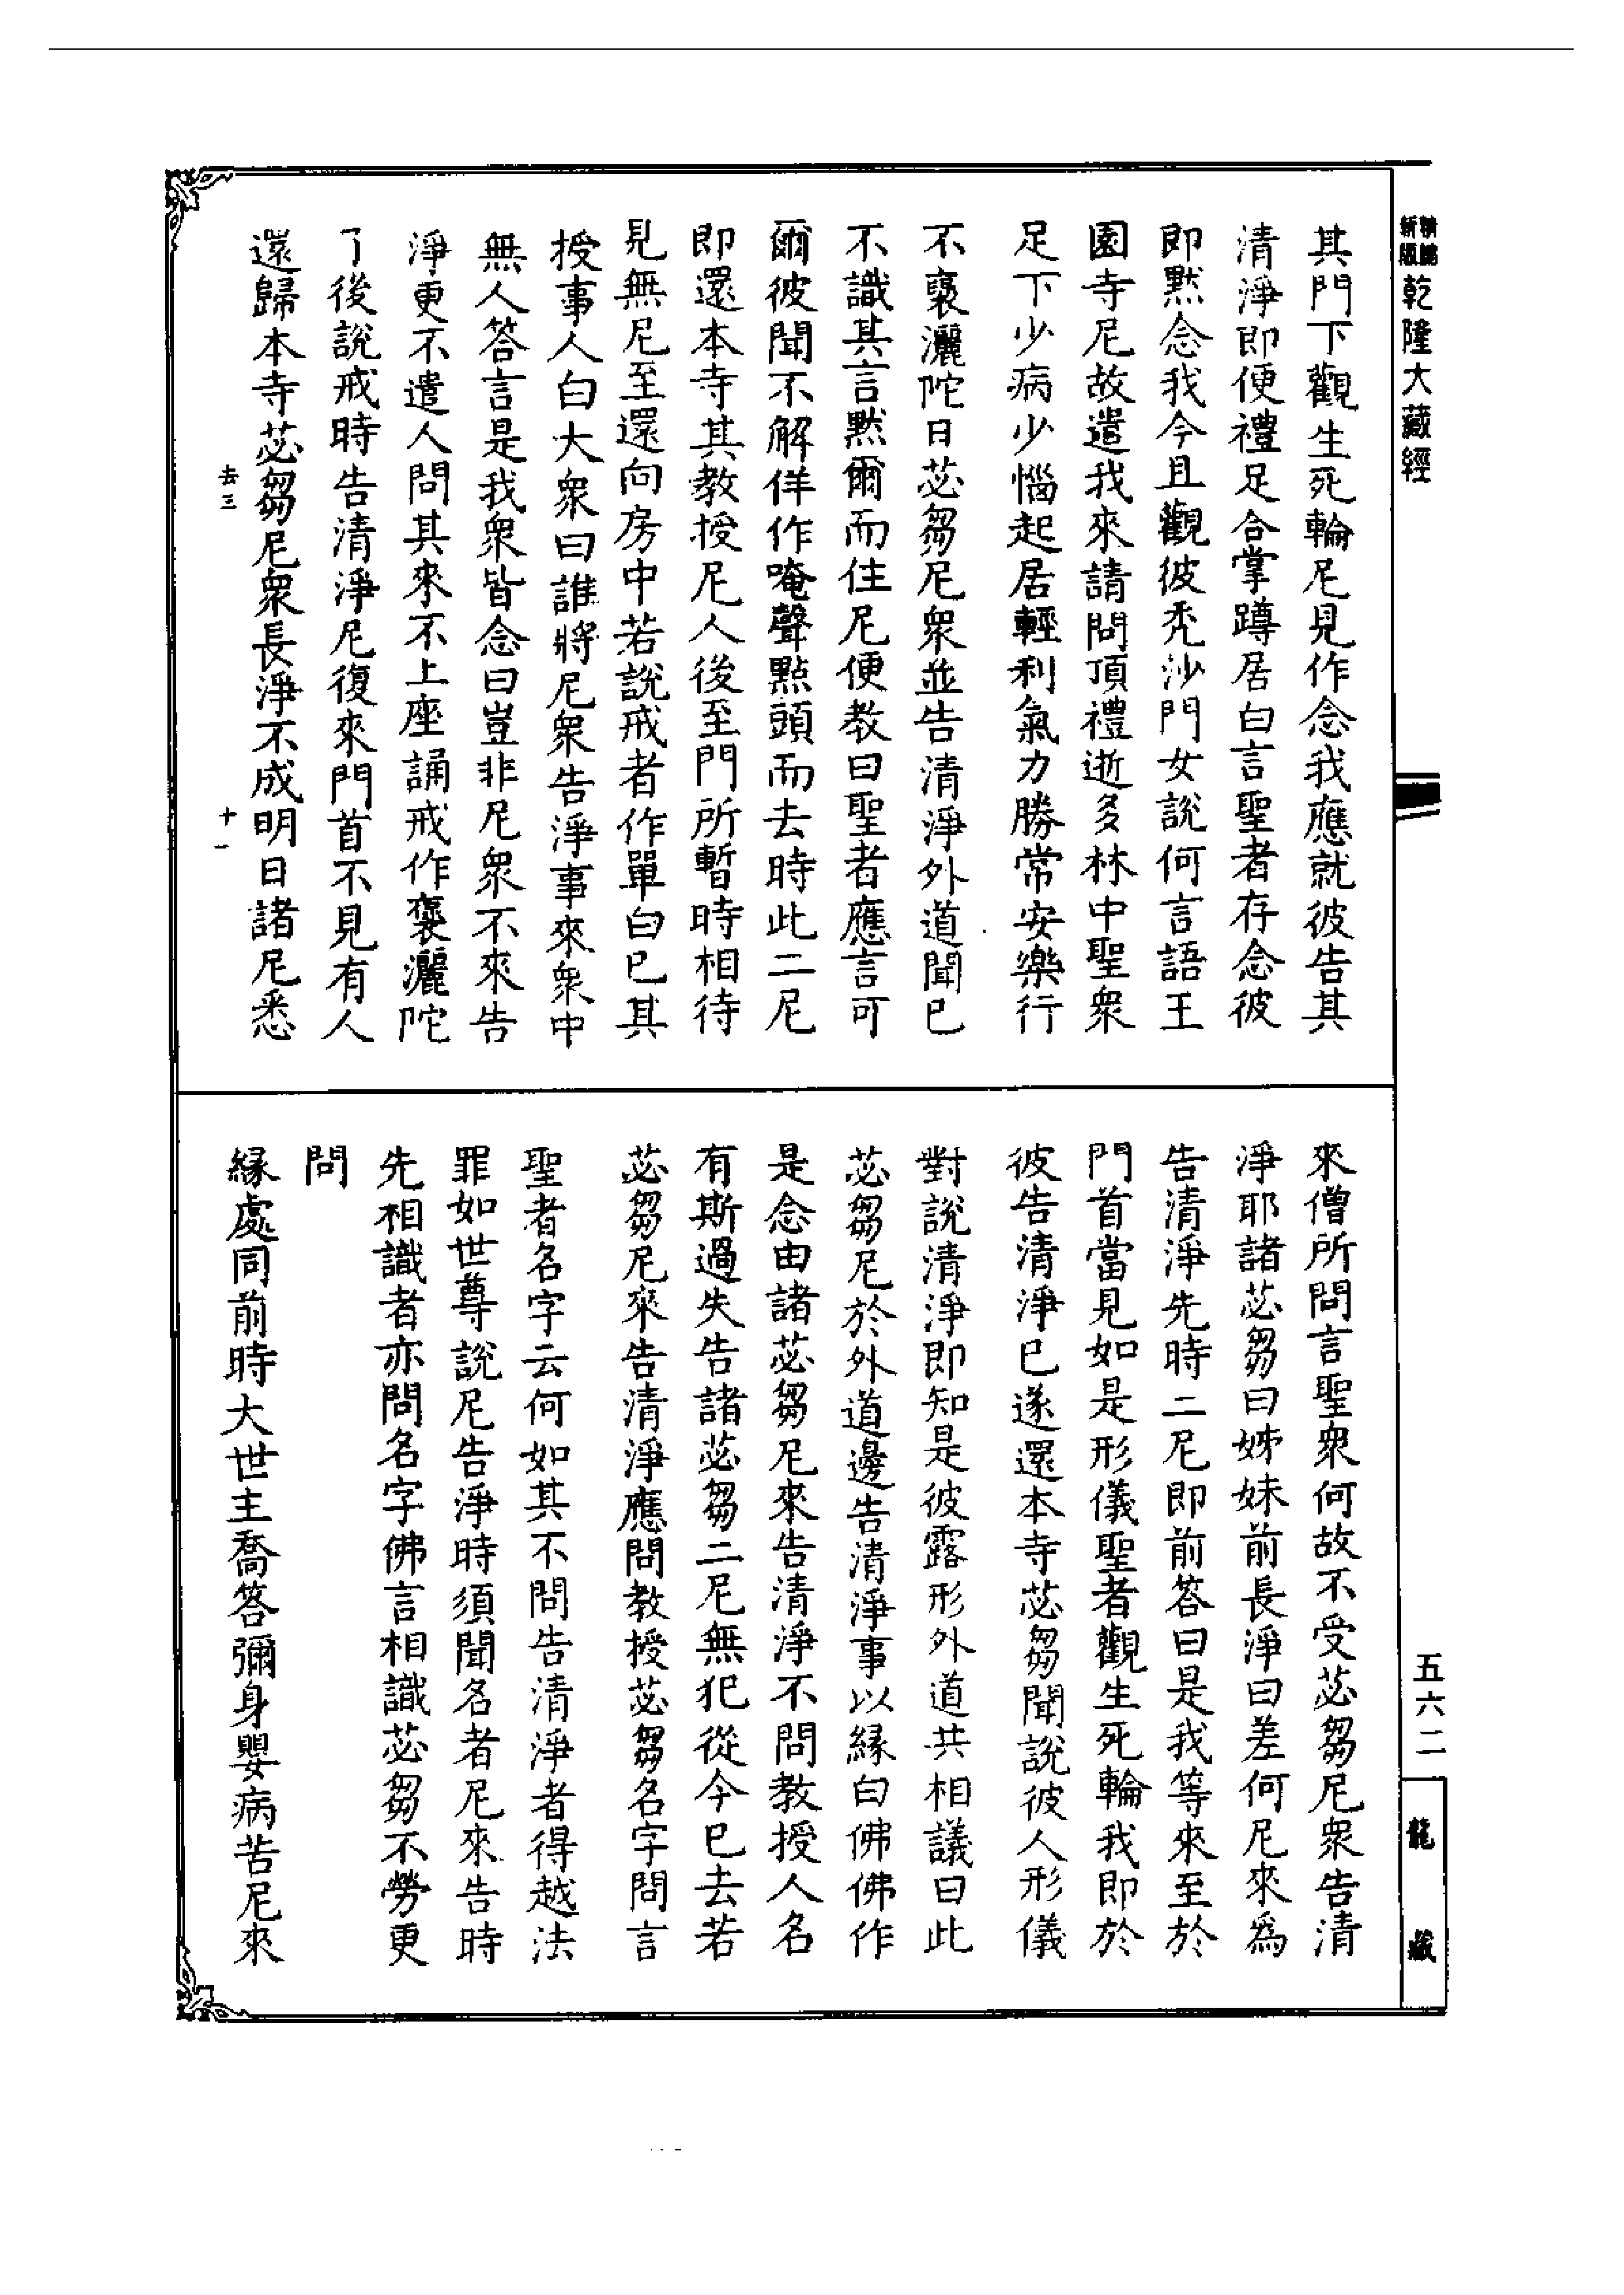 新編
新版
乾隆大藏經
其門下觀生死輪尼見作念我應就彼告其
清淨即便禮足合掌蹲居白言聖者存念彼
即黙念我今且觀彼秃沙門女説何言語王
園寺尼故遣我來請問頂禮逝多林中聖衆
足下少病少惱起居輕利氣力勝常安樂行
不褒灑陀日苾芻尼衆並告清淨外道聞已
不識其言黙爾而住尼便教曰聖者應言可
爾彼聞不解佯作唵聲點頭而去時此二尼
即還本寺其教授尼人後至門所暫時相待
見無尼至還向房中若説戒者作單白已其
授事人白大衆曰誰將尼衆告淨事來衆中
無人答言是我衆皆念曰豈非尼衆不來告
淨更不遣人問其來不上座誦戒作褒灑陀
了後説戒時告清淨尼復來門首不見有人
還歸本寺苾芻尼衆長淨不成明日諸尼悉
去三
十一
來僧所問言聖衆何故不受苾芻尼衆告清
淨耶諸苾芻曰姊妹前長淨日差何尼來爲
告清淨先時二尼即前答曰是我等來至於
門首當見如是形儀聖者觀生死輪我即於
彼告清淨已遂還本寺苾芻聞説彼人形儀
對説清淨即知是彼露形外道共相議曰此
苾芻尼於外道邊告清淨事以緣白佛佛作
是念由諸苾芻尼來告清淨不問教授人名
有斯過失告諸苾芻二尼無犯從今已去若
苾芻尼來告清淨應問教授苾芻名字問言
聖者名字云何如其不問告清淨者得越法
罪如世尊説尼告淨時須聞名者尼來告時
先相識者亦問名字佛言相識苾芻不勞更
問
緣處同前時大世主喬答彌身嬰病苦尼來
五六二
龍藏